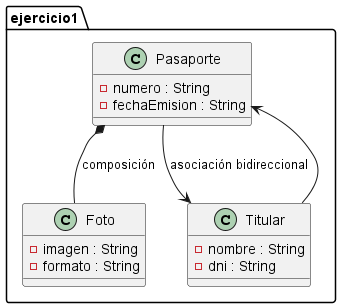 ejercicio1
C Pasaporte
numero : String
fechaEmision : String
composición
asociación bidireccional
C Foto
imagen : String
formato : String
C Titular
nombre : String
dni : String